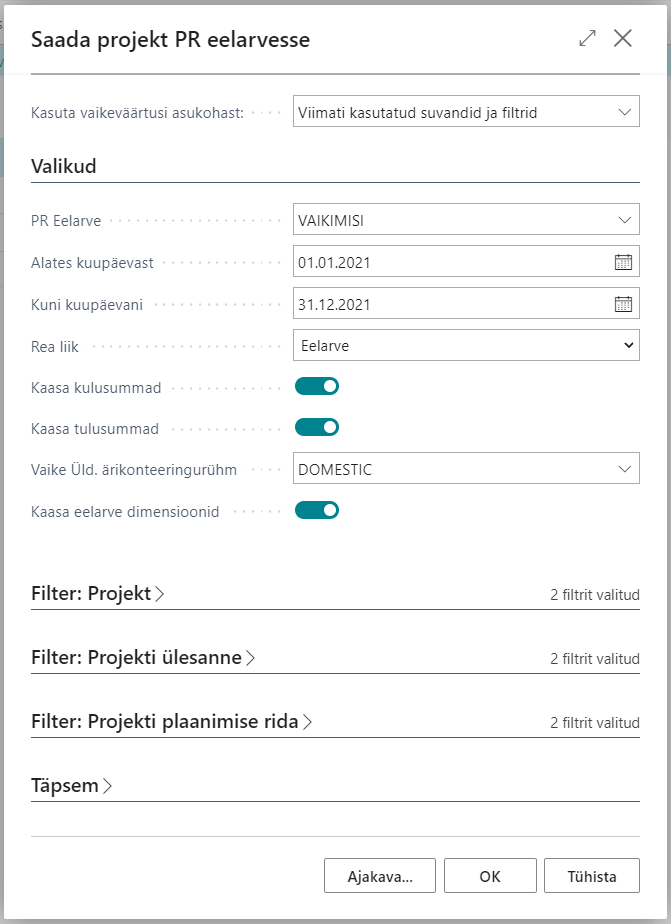 Saada projekt PR eelarvesse
Kasuta vaikeväärtusi asukohast: Viimati kasutatud suvandid ja filtrid
Valikud
PR Eelarve VAIKIMISI
Alates kuupäevast 01.01.2021
Kuni kuupäevani 31.12.2021
Rea liik Eelarve
Kaasa kulusummad
Kaasa tulusummad
Vaike Üld. ärikonteeringurühm DOMESTIC
Kaasa eelarve dimensioonid
Filter: Projekt 2 filtrit valitud
Filter: Projekti ülesanne 2 filtrit valitud
Filter: Projekti plaanimise rida 2 filtrit valitud
Täpsem
Ajakava... OK Tühista